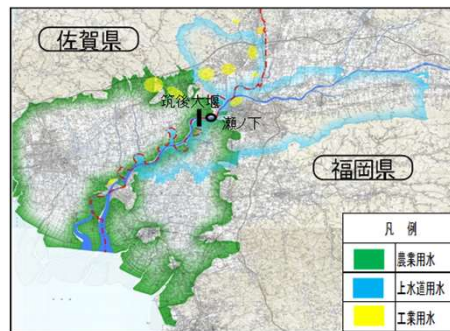 佐賀県
筑後大堰
瀬ノ下
福岡県
凡 例
農業用水
上水道用水
工業用水